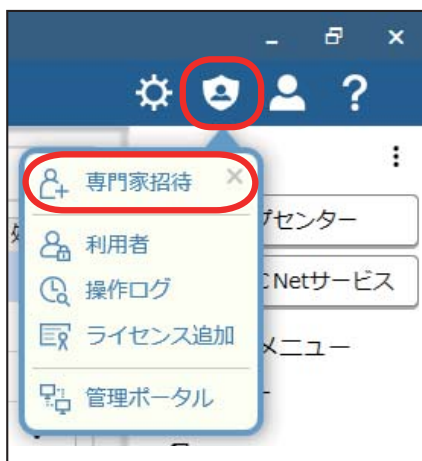 専門家招待
プセンター
処
利用者
C Netサービス
操作ログ
ライセンス追加
メニュー
管理ポータル